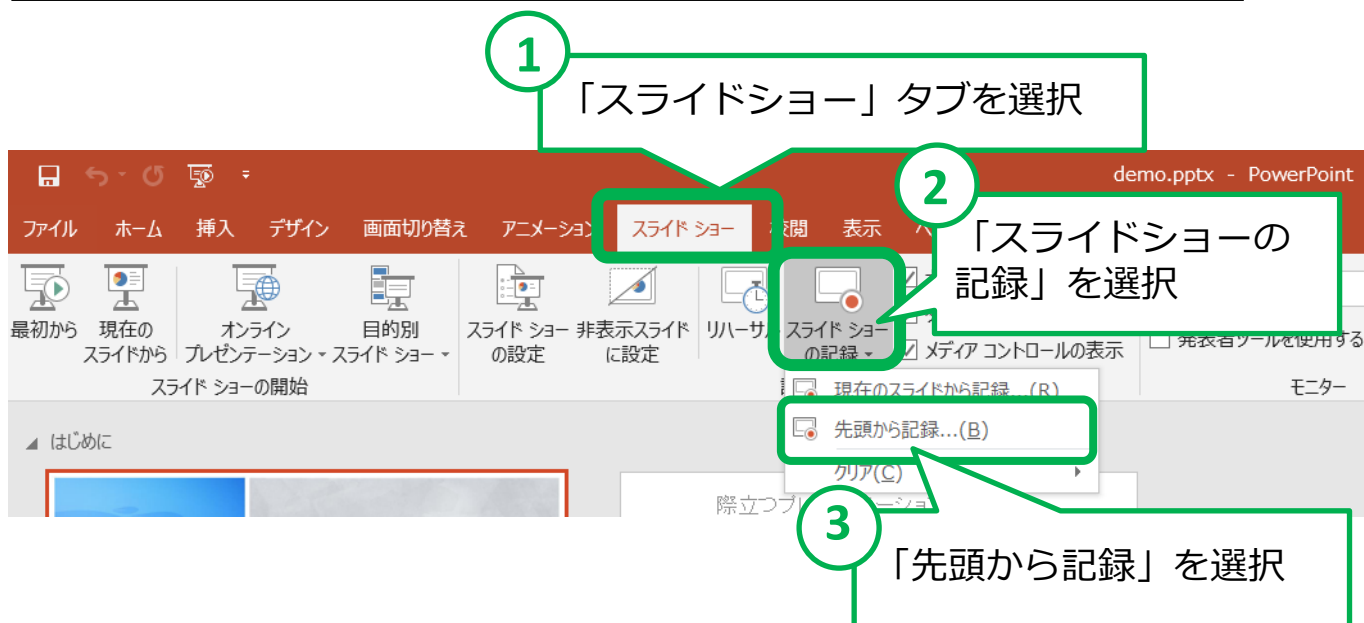 1
「スライドショー」タブを選択
demo.pptx - PowerPoint
2
「スライドショーの
記録」を選択
ファイル ホーム 挿入 デザイン 画面切り替え アニメーション スライド ショー 校閲 表示
最初から
現在の
スライドから
オンライン
プレゼンテーション
目的別
スライド ショー
スライド ショー
の設定
非表示スライド
に設定
リハーサル
スライド ショー
の記録
メディア コントロールの表示
発表者ツールを使用する
スライド ショーの開始
モニター
現在のスライドから記録...(R)
先頭から記録...(B)
クリア(C)
はじめに
際立つプ
3
「先頭から記録」を選択